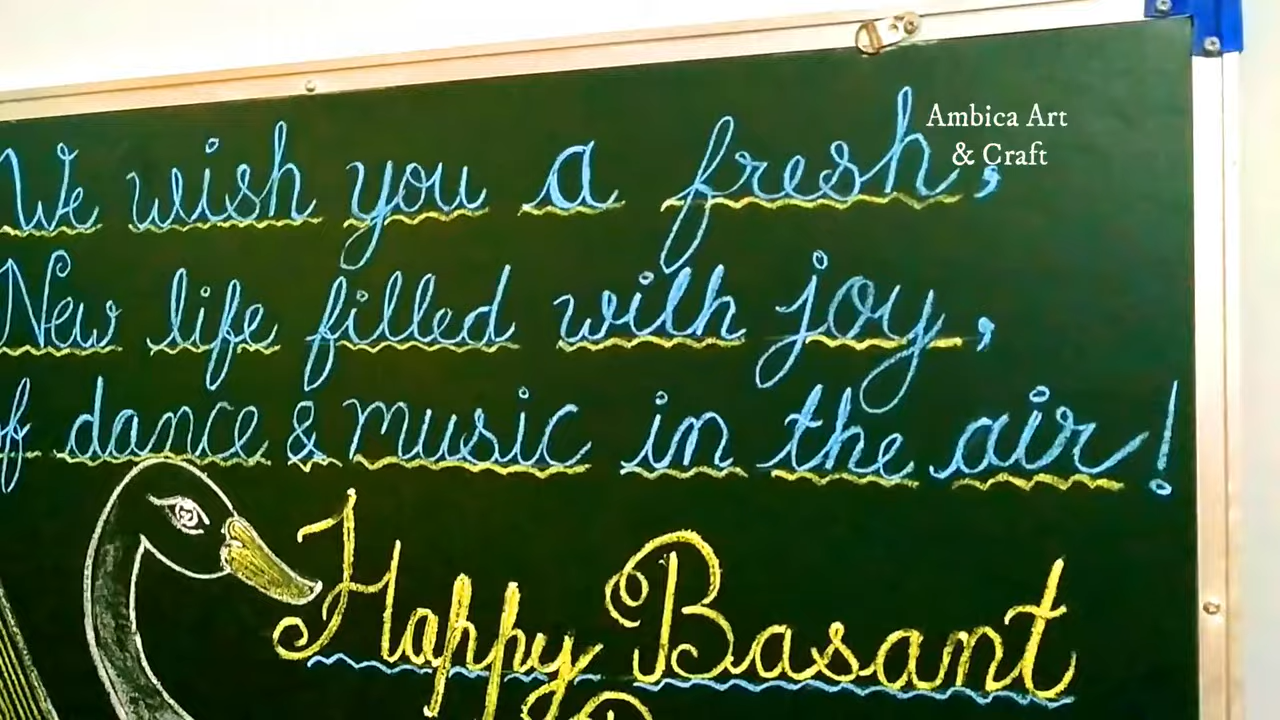 We wish you a fresh,
Ambica Art
& Craft
New life filled with joy,
of dance & music in the air!
Happy Basant